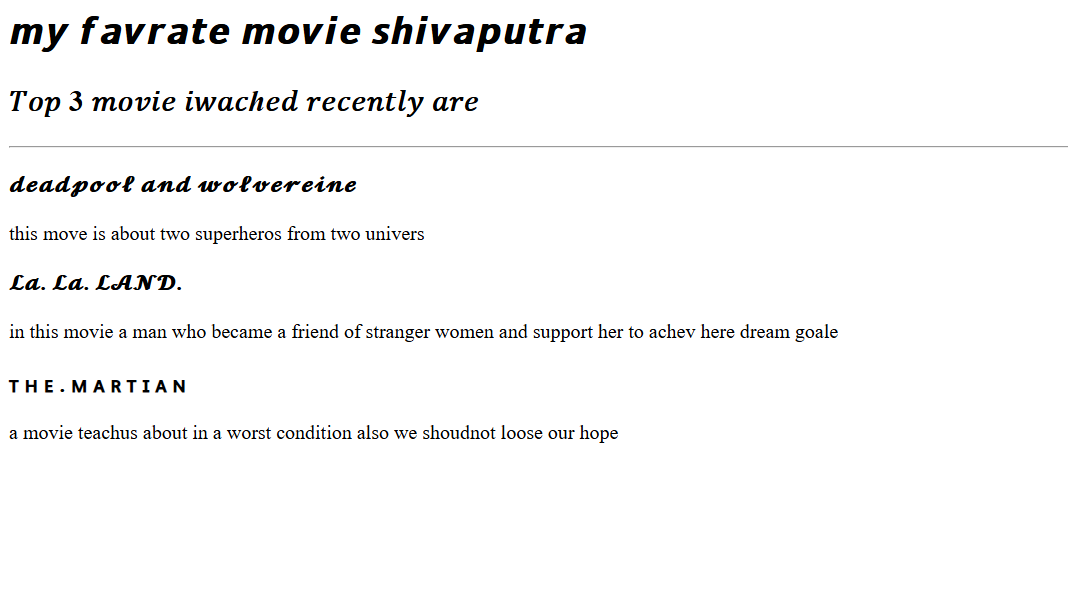 my favrate movie shivaputra
Top 3 movie iwached recently are
deadpool and wolvereine
this move is about two superheros from two univers
La. La. LAND.
in this movie a man who became a friend of stranger women and support her to achev here dream goale
THE.MARTIAN
a movie teachus about in a worst condition also we shoudnot loose our hope